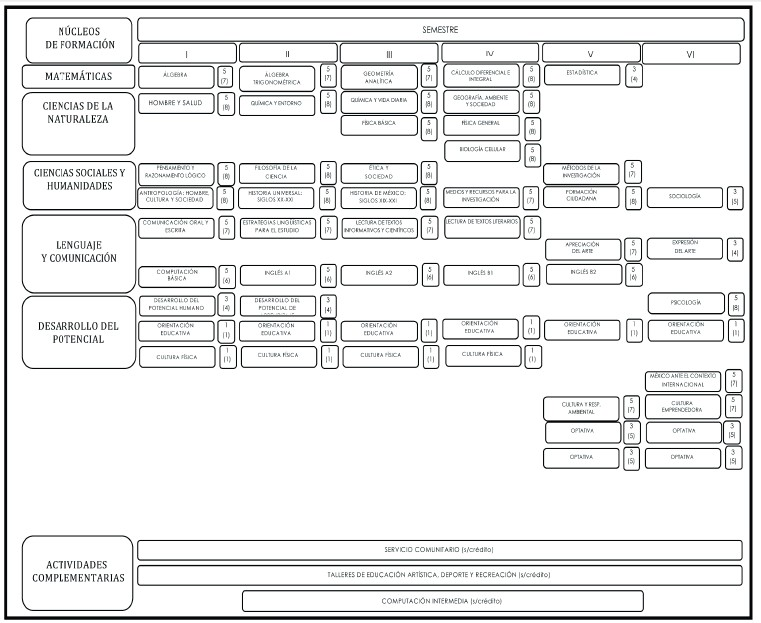 NÚCLEOS
DE FORMACIÓN
SEMESTRE
I II III IV V VI
MATEMÁTICAS
ÁLGEBRA
5
(7)
ÁLGEBRA
TRIGONOMÉTRICA
5
(7)
GEOMETRÍA
ANALÍTICA
5
(7)
CÁLCULO DIFERENCIAL E
INTEGRAL
5
(8)
ESTADÍSTICA
3
(4)
CIENCIAS DE LA
NATURALEZA
HOMBRE Y SALUD
5
(8)
QUÍMICA Y ENTORNO
5
(8)
QUÍMICA Y VIDA DIARIA
5
(8)
GEOGRAFÍA, AMBIENTE
Y SOCIEDAD
5
(8)
FÍSICA BÁSICA
5
(8)
FÍSICA GENERAL
5
(8)
BIOLOGÍA CELULAR
5
(8)
CIENCIAS SOCIALES Y
HUMANIDADES
PENSAMIENTO Y
RAZONAMIENTO LÓGICO
5
(8)
FILOSOFÍA DE LA
CIENCIA
5
(8)
ÉTICA Y
SOCIEDAD
5
(8)
MÉTODOS DE LA
INVESTIGACIÓN
5
(7)
ANTROPOLOGÍA: HOMBRE,
CULTURA Y SOCIEDAD
5
(8)
HISTORIA UNIVERSAL:
SIGLOS XX-XXI
5
(8)
HISTORIA DE MÉXICO:
SIGLOS XIX-XXI
5
(8)
MEDIOS Y RECURSOS PARA LA
INVESTIGACIÓN
5
(7)
FORMACIÓN
CIUDADANA
5
(8)
SOCIOLOGÍA
3
(5)
LENGUAJE
Y COMUNICACIÓN
COMUNICACIÓN ORAL Y
ESCRITA
5
(7)
ESTRATEGIAS LINGÜÍSTICAS
PARA EL ESTUDIO
5
(7)
LECTURA DE TEXTOS
INFORMATIVOS Y CIENTÍFICOS
5
(7)
LECTURA DE TEXTOS LITERARIOS
5
(7)
APRECIACIÓN
DEL ARTE
5
(7)
EXPRESIÓN
DEL ARTE
3
(4)
COMPUTACIÓN
BÁSICA
5
(6)
INGLÉS A1
5
(6)
INGLÉS A2
5
(6)
INGLÉS B1
5
(6)
INGLÉS B2
5
(6)
DESARROLLO DEL
POTENCIAL
DESARROLLO DEL
POTENCIAL HUMANO
3
(4)
DESARROLLO DEL
POTENCIAL DE
3
(4)
PSICOLOGÍA
5
(8)
ORIENTACIÓN
EDUCATIVA
1
(1)
ORIENTACIÓN
EDUCATIVA
1
(1)
ORIENTACIÓN
EDUCATIVA
1
(1)
ORIENTACIÓN
EDUCATIVA
1
(1)
ORIENTACIÓN
EDUCATIVA
1
(1)
ORIENTACIÓN
EDUCATIVA
1
(1)
CULTURA FÍSICA
1
(1)
CULTURA FÍSICA
1
(1)
CULTURA FÍSICA
1
(1)
CULTURA FÍSICA
1
(1)
MÉXICO ANTE EL CONTEXTO
INTERNACIONAL
5
(7)
CULTURA Y RESP.
AMBIENTAL
5
(7)
CULTURA
EMPRENDEDORA
5
(7)
OPTATIVA
3
(5)
OPTATIVA
3
(5)
OPTATIVA
3
(5)
OPTATIVA
3
(5)
ACTIVIDADES
COMPLEMENTARIAS
SERVICIO COMUNITARIO (s/crédito)
TALLERES DE EDUCACIÓN ARTÍSTICA, DEPORTE Y RECREACIÓN (s/crédito)
COMPUTACIÓN INTERMEDIA (s/crédito)